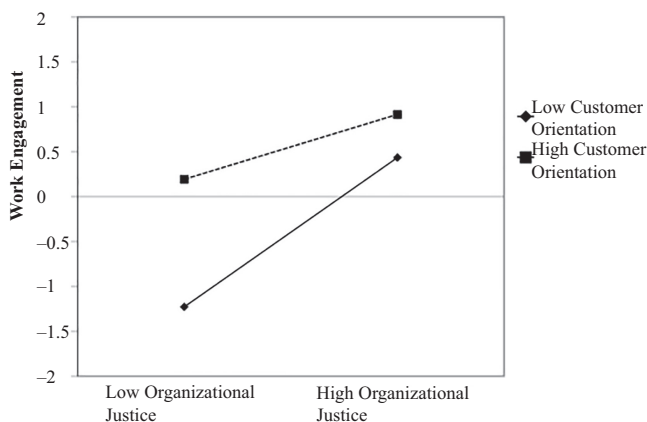 2
1.5
1
0.5
0
–0.5
–1
–1.5
–2
Work Engagement
Low Organizational
Justice
High Organizational
Justice
Low Customer
Orientation
High Customer
Orientation